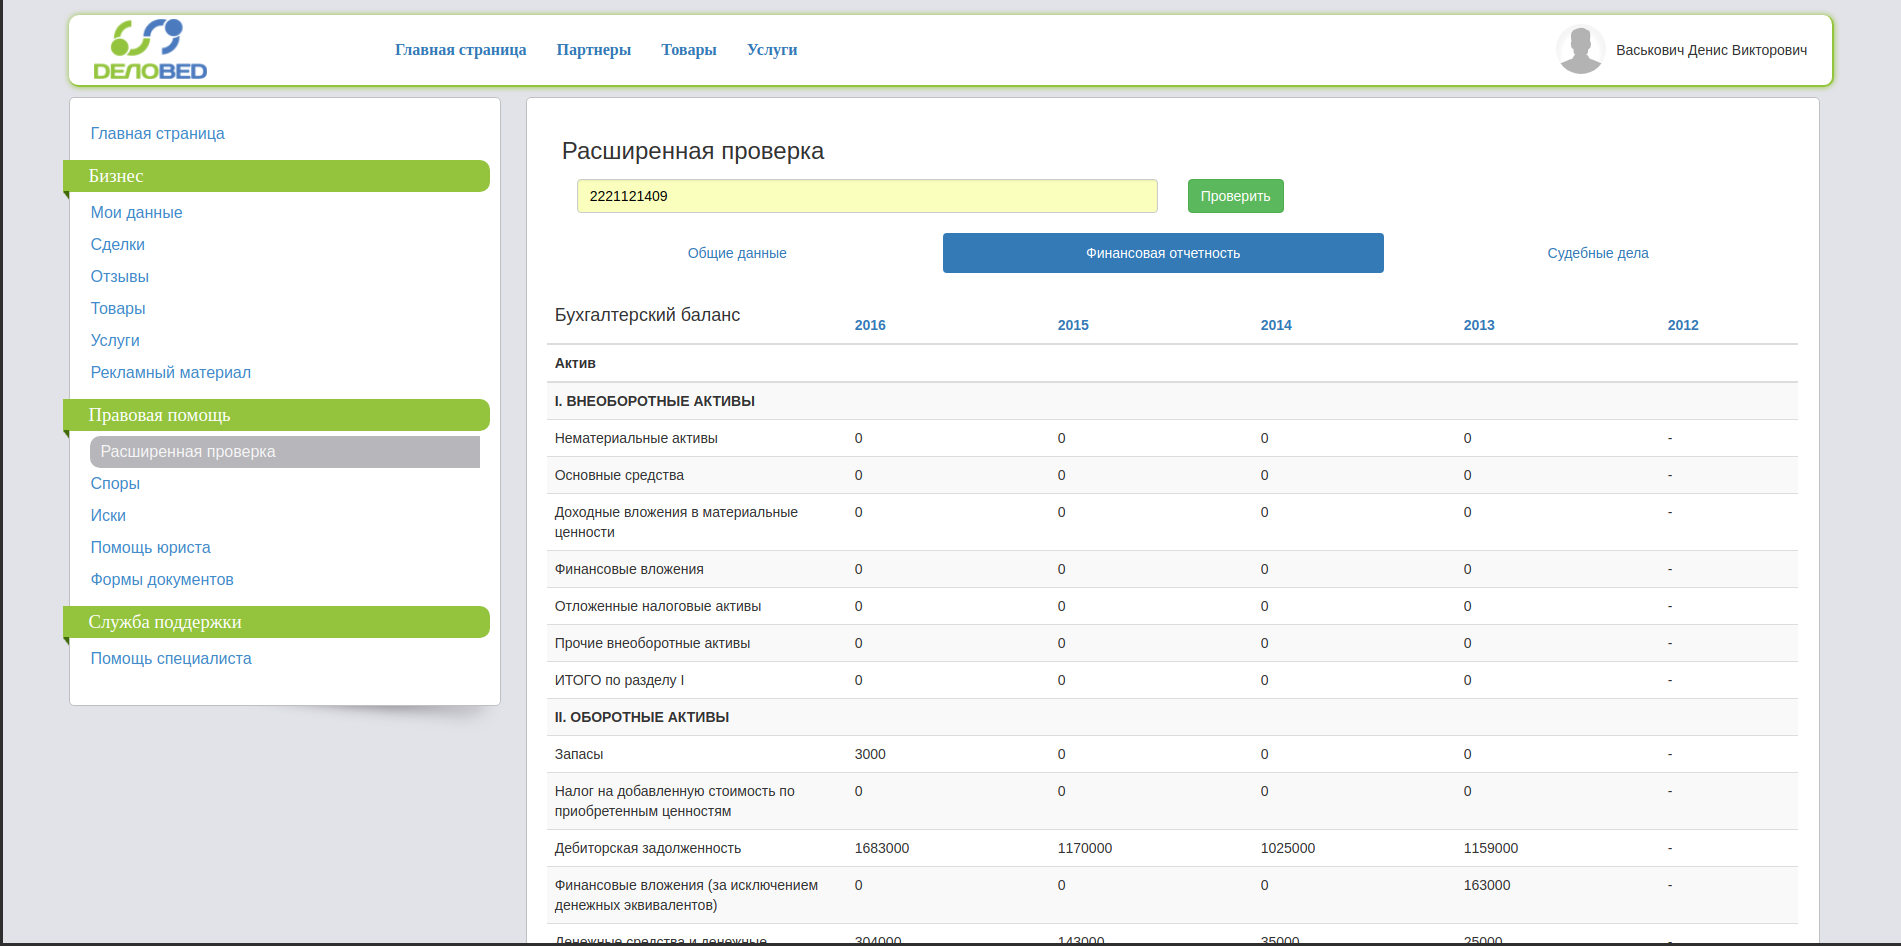 DEЛОBED
Главная страница Партнеры Товары Услуги
Васькович Денис Викторович
Главная страница
Бизнес
Мои данные
Сделки
Отзывы
Товары
Услуги
Рекламный материал
Правовая помощь
Расширенная проверка
Споры
Иски
Помощь юриста
Формы документов
Служба поддержки
Помощь специалиста
Расширенная проверка
2221121409 Проверить
Общие данные Финансовая отчетность Судебные дела
Бухгалтерский баланс 2016 2015 2014 2013 2012
Актив
I. ВНЕОБОРОТНЫЕ АКТИВЫ
Нематериальные активы 0 0 0 0 -
Основные средства 0 0 0 0 -
Доходные вложения в материальные 0 0 0 0 -
ценности
Финансовые вложения 0 0 0 0 -
Отложенные налоговые активы 0 0 0 0 -
Прочие внеоборотные активы 0 0 0 0 -
ИТОГО по разделу I 0 0 0 0 -
II. ОБОРОТНЫЕ АКТИВЫ
Запасы 3000 0 0 0 -
Налог на добавленную стоимость по 0 0 0 0 -
приобретенным ценностям
Дебиторская задолженность 1683000 1170000 1025000 1159000 -
Финансовые вложения (за исключением 0 0 0 163000 -
денежных эквивалентов)
Денежные средства и денежные 304000 143000 35000 25000 -